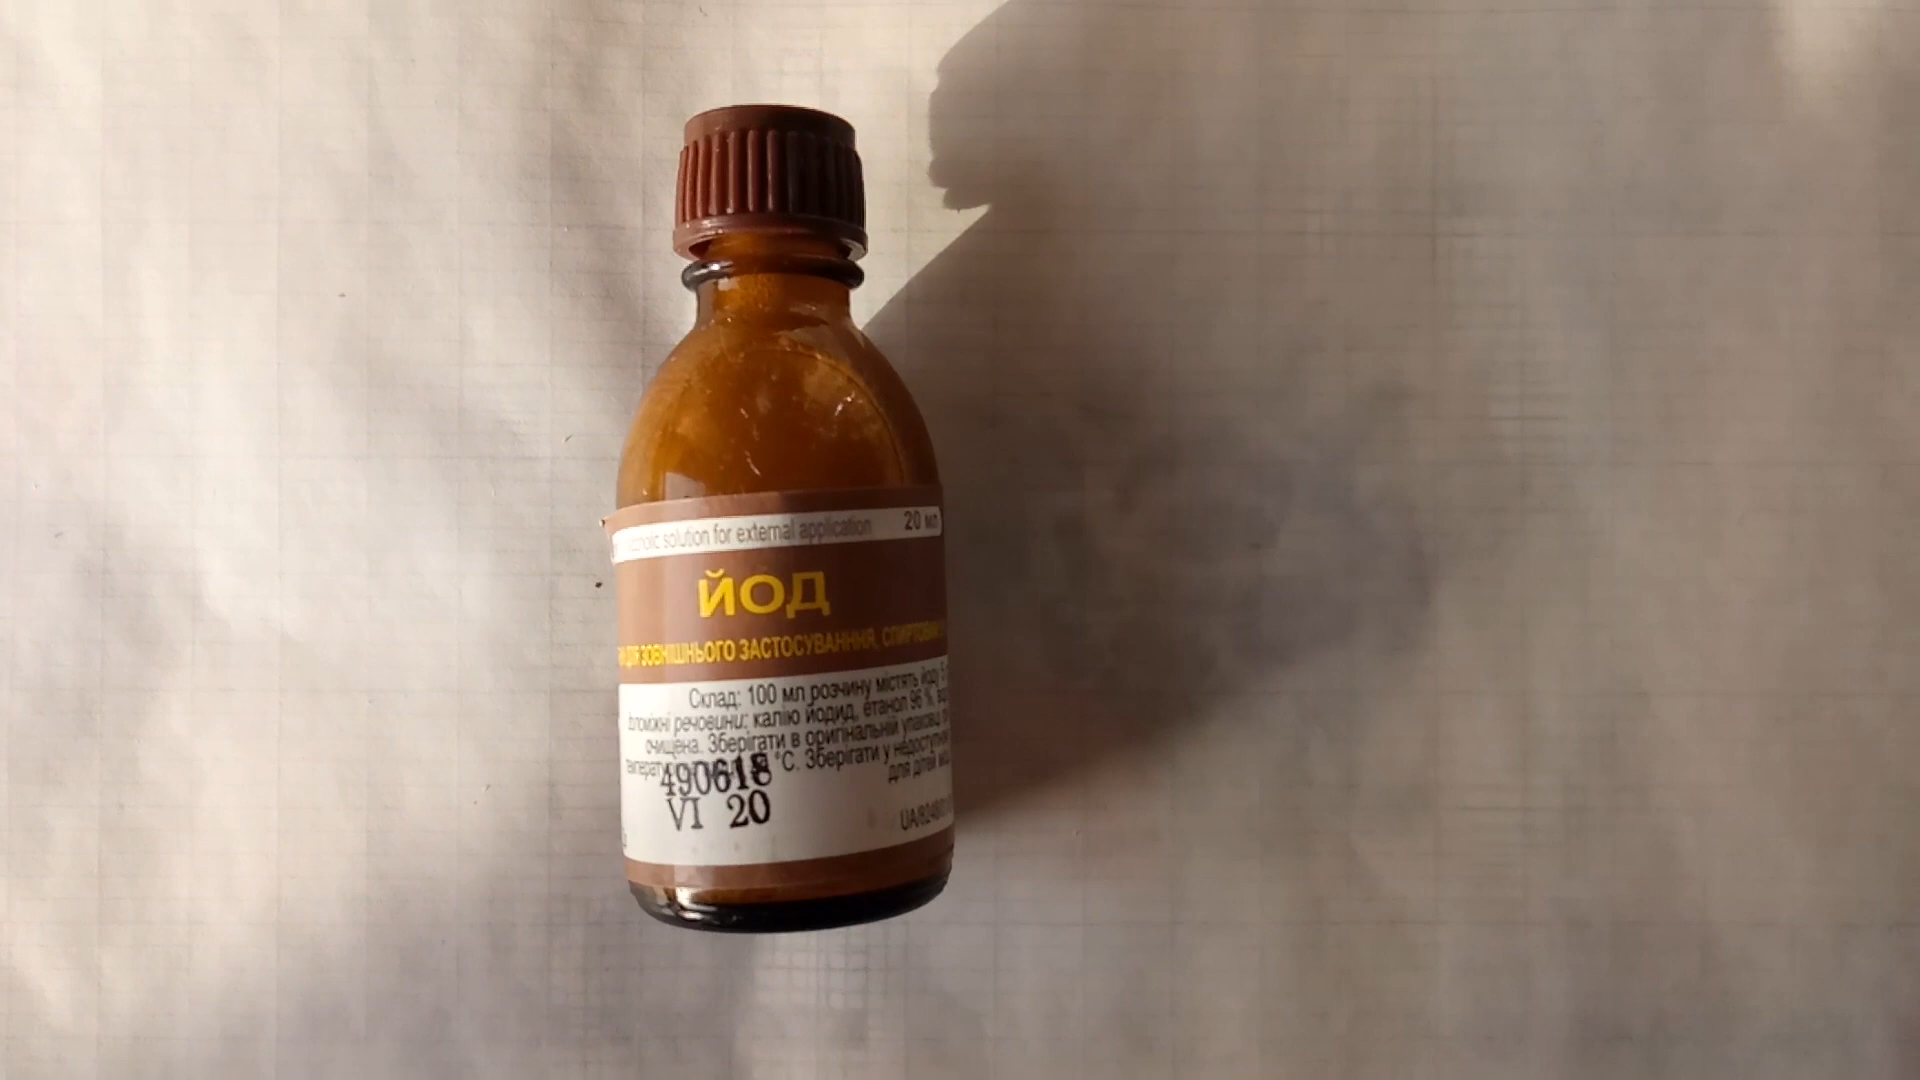 solution for external application 20 мл
ЙОД
ДЛЯ ЗОВНІШНЬОГО ЗАСТОСУВАННЯ, СПИРТОВИЙ
Склад: 100 мл розчину містять йоду 5
допоміжні речовини: калію йодид, етанол 96 %,
очищена. Зберігати в оригінальній упаковці
°С. Зберігати у недоступному
для дітей
490618
VI 20